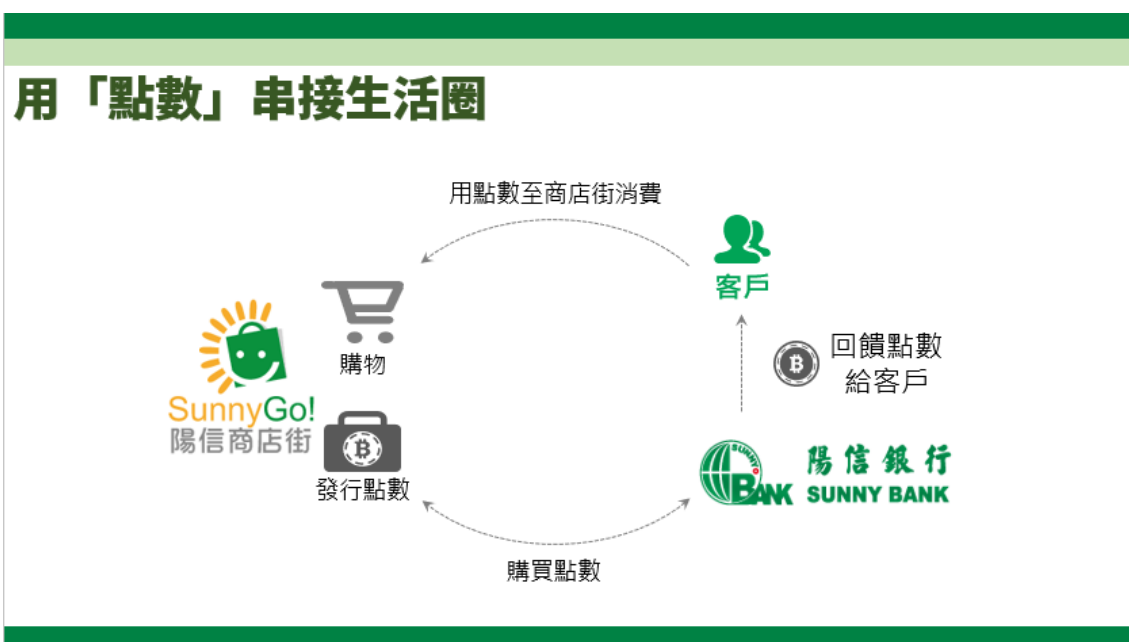 用「點數」串接生活圈
用點數至商店街消費
客戶
購物
回饋點數
給客戶
SunnyGo!
陽信商店街
發行點數
SUNNY
BANK
陽信銀行
SUNNY BANK
購買點數